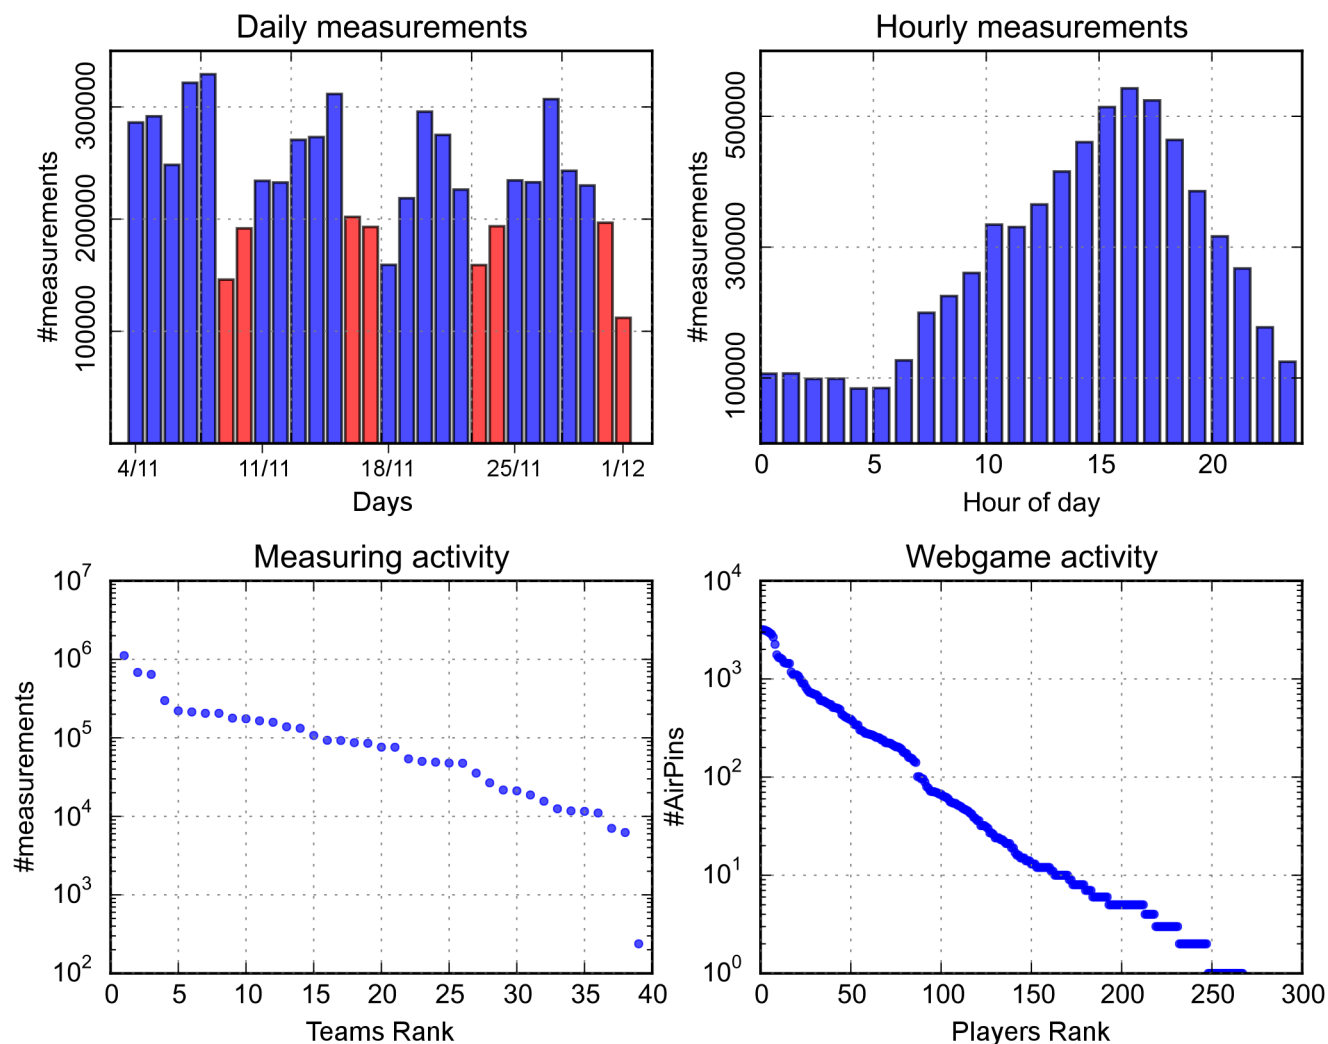 Daily measurements
#measurements
300000
200000
100000
4/11 11/11 18/11 25/11 1/12
Days
Hourly measurements
#measurements
500000
300000
100000
0 5 10 15 20
Hour of day
Measuring activity
#measurements
10^7
10^6
10^5
10^4
10^3
10^2
0 5 10 15 20 25 30 35 40
Teams Rank
Webgame activity
#AirPins
10^4
10^3
10^2
10^1
10^0
0 50 100 150 200 250 300
Players Rank